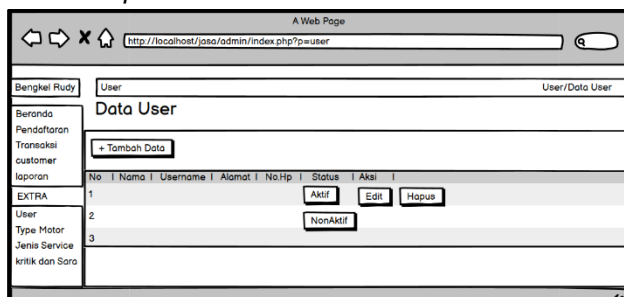 A Web Page
http://localhost/jasa/admin/index.php?p=user
Bengkel Rudy
User
User/Data User
Beranda
Pendaftaran
Transaksi
customer
laporan
EXTRA
User
Type Motor
Jenis Service
kritik dan Sara
Data User
+ Tambah Data
No | Nama | Username | Alamat | No.Hp | Status | Aksi |
1 Aktif Edit Hapus
2 NonAktif
3